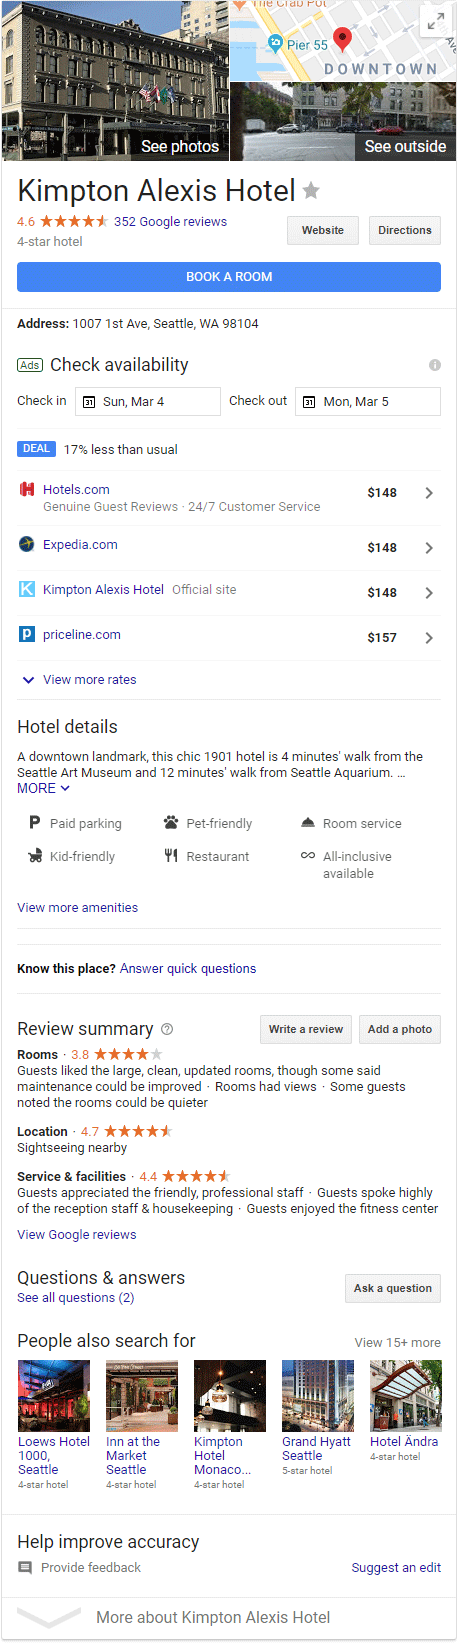 The Crab Pot
Pier 55
DOWNTOWN
See photos
See outside
Kimpton Alexis Hotel
4.6 352 Google reviews
4-star hotel
Website
Directions
BOOK A ROOM
Address: 1007 1st Ave, Seattle, WA 98104
Ads Check availability
Check in
31 Sun, Mar 4
Check out
31 Mon, Mar 5
DEAL 17% less than usual
Hotels.com
$148
Genuine Guest Reviews · 24/7 Customer Service
Expedia.com
$148
K Kimpton Alexis Hotel Official site
$148
p priceline.com
$157
View more rates
Hotel details
A downtown landmark, this chic 1901 hotel is 4 minutes' walk from the
Seattle Art Museum and 12 minutes' walk from Seattle Aquarium. ...
MORE
P Paid parking
Pet-friendly
Room service
Kid-friendly
Restaurant
All-inclusive
available
View more amenities
Know this place? Answer quick questions
Review summary
Write a review
Add a photo
Rooms · 3.8
Guests liked the large, clean, updated rooms, though some said
maintenance could be improved · Rooms had views · Some guests
noted the rooms could be quieter
Location · 4.7
Sightseeing nearby
Service & facilities · 4.4
Guests appreciated the friendly, professional staff · Guests spoke highly
of the reception staff & housekeeping · Guests enjoyed the fitness center
View Google reviews
Questions & answers
See all questions (2)
Ask a question
People also search for
View 15+ more
Loews Hotel
1000,
Seattle
4-star hotel
Inn at the
Market
Seattle
4-star hotel
Kimpton
Hotel
Monaco...
4-star hotel
Grand Hyatt
Seattle
5-star hotel
Hotel Ändra
4-star hotel
Help improve accuracy
Provide feedback
Suggest an edit
More about Kimpton Alexis Hotel